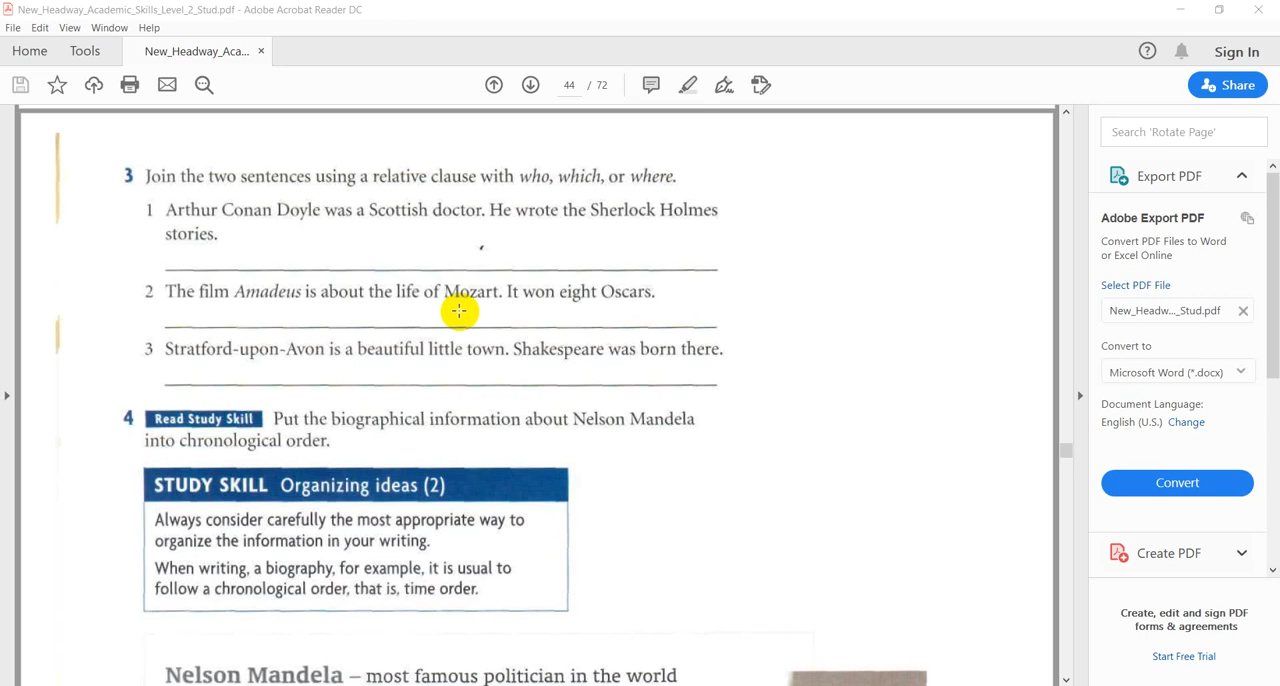 New_Headway_Academic_Skills_Level_2_Stud.pdf - Adobe Acrobat Reader DC
File Edit View Window Help
Home Tools New_Headway_Aca... ×
Sign In
44 / 72
Share
3 Join the two sentences using a relative clause with who, which, or where.
1 Arthur Conan Doyle was a Scottish doctor. He wrote the Sherlock Holmes
stories.
2 The film Amadeus is about the life of Mozart. It won eight Oscars.
3 Stratford-upon-Avon is a beautiful little town. Shakespeare was born there.
4 Read Study Skill Put the biographical information about Nelson Mandela
into chronological order.
STUDY SKILL Organizing ideas (2)
Always consider carefully the most appropriate way to
organize the information in your writing.
When writing, a biography, for example, it is usual to
follow a chronological order, that is, time order.
Nelson Mandela – most famous politician in the world
Search 'Rotate Page'
Export PDF
Adobe Export PDF
Convert PDF Files to Word
or Excel Online
Select PDF File
New_Headw..._Stud.pdf
Convert to
Microsoft Word (*.docx)
Document Language:
English (U.S.) Change
Convert
Create PDF
Create, edit and sign PDF
forms & agreements
Start Free Trial